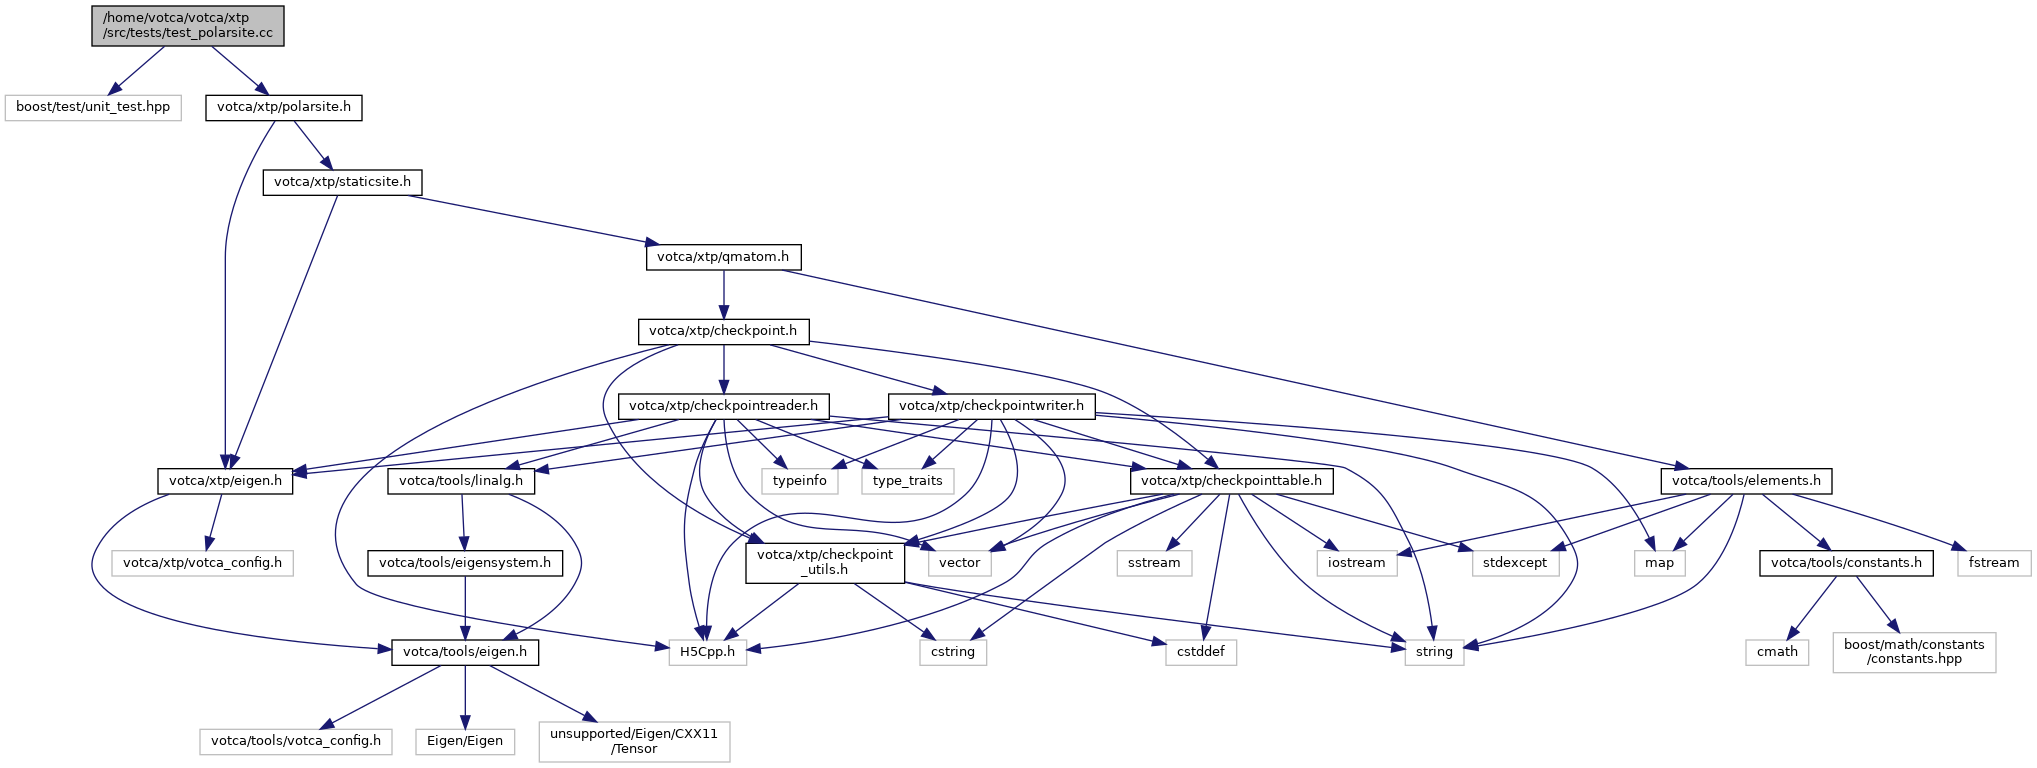 /home/votca/votca/xtp
/src/tests/test_polarsite.cc
boost/test/unit_test.hpp
votca/xtp/polarsite.h
votca/xtp/staticsite.h
votca/xtp/qmatom.h
votca/xtp/checkpoint.h
votca/xtp/checkpointreader.h
votca/xtp/checkpointwriter.h
votca/xtp/eigen.h
votca/tools/linalg.h
typeinfo
type_traits
votca/xtp/checkpointtable.h
votca/tools/elements.h
votca/xtp/votca_config.h
votca/tools/eigensystem.h
votca/xtp/checkpoint
_utils.h
vector
sstream
iostream
stdexcept
map
votca/tools/constants.h
fstream
votca/tools/eigen.h
H5Cpp.h
cstring
cstddef
string
cmath
boost/math/constants
/constants.hpp
votca/tools/votca_config.h
Eigen/Eigen
unsupported/Eigen/CXX11
/Tensor